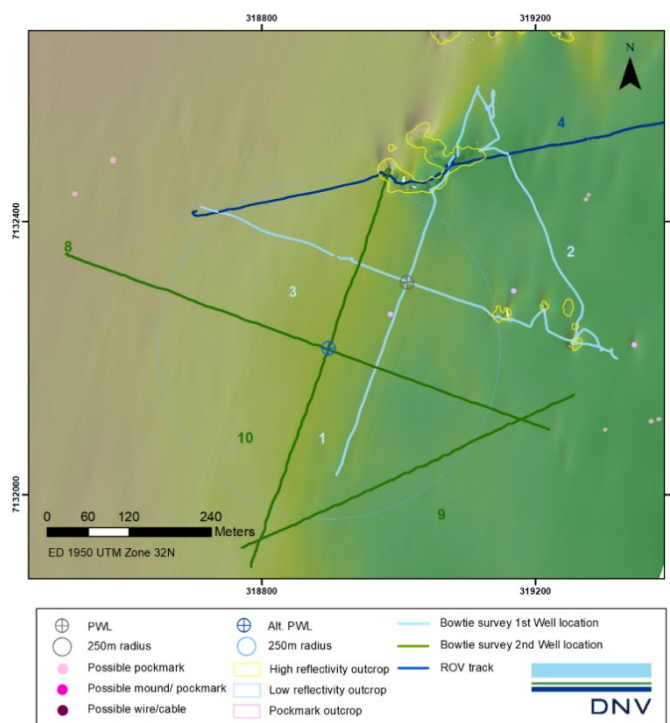 318800 319200
N
4
7132400 7132400
8
2
3
10
1
9
7132000 7132000
0 60 120 240
Meters
ED 1950 UTM Zone 32N
318800 319200
PWL
250m radius
Possible pockmark
Possible mound/ pockmark
Possible wire/cable
Alt. PWL
250m radius
High reflectivity outcrop
Low reflectivity outcrop
Pockmark outcrop
Bowtie survey 1st Well location
Bowtie survey 2nd Well location
ROV track
DNV